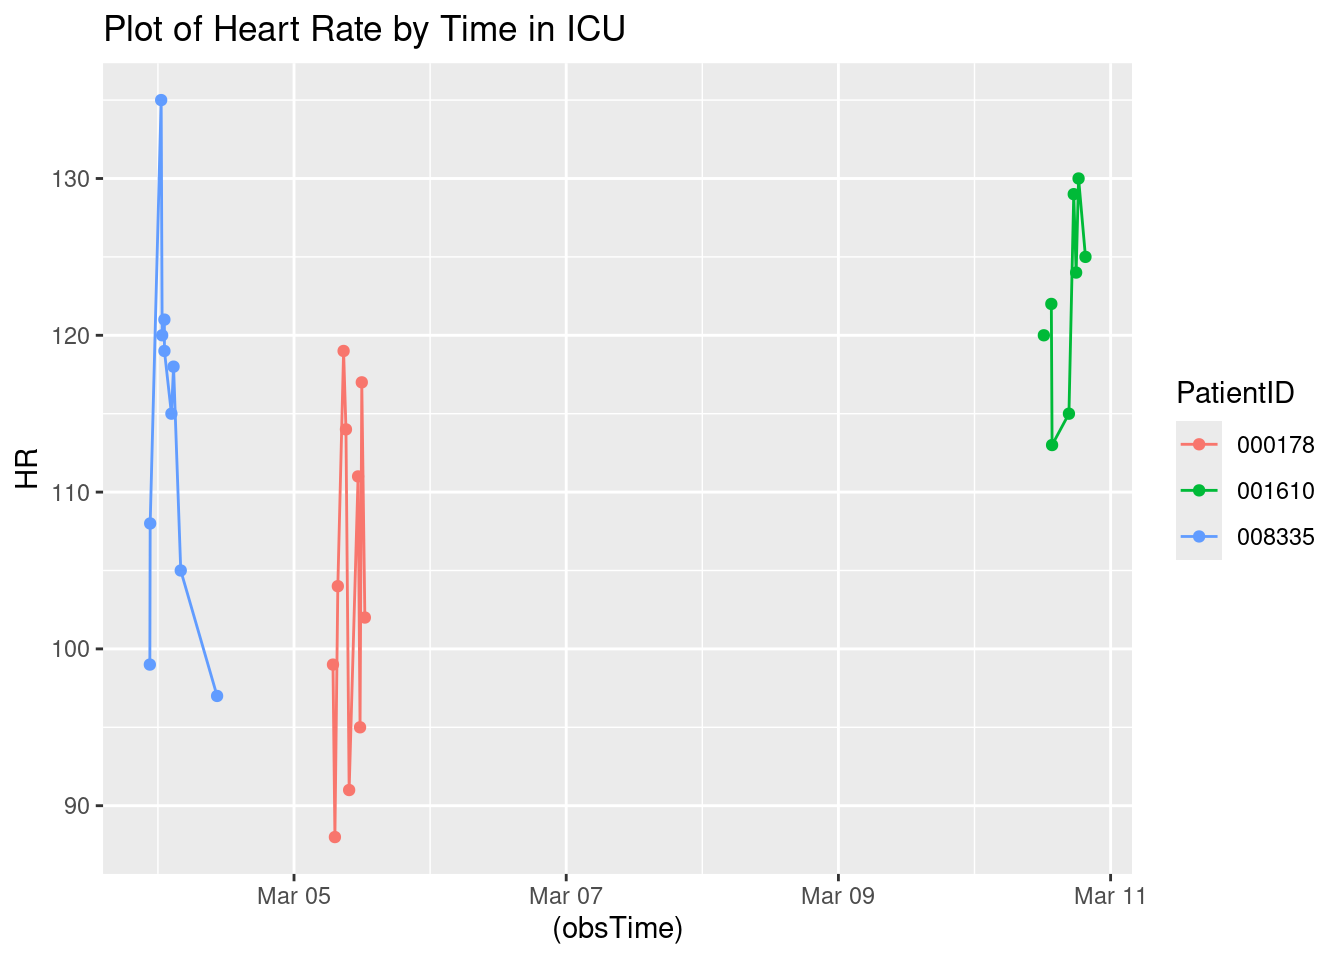 Plot of Heart Rate by Time in ICU
130
120
110
100
90
HR
Mar 05
Mar 07
Mar 09
Mar 11
(obsTime)
PatientID
000178
001610
008335